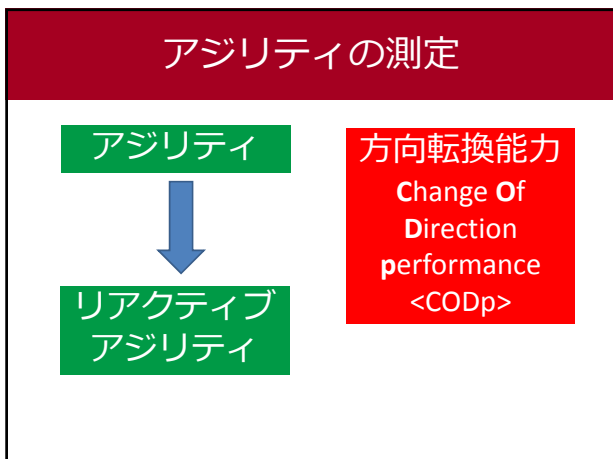 アジリティの測定
アジリティ
リアクティブ
アジリティ
方向転換能力
Change Of
Direction
performance
<CODp>